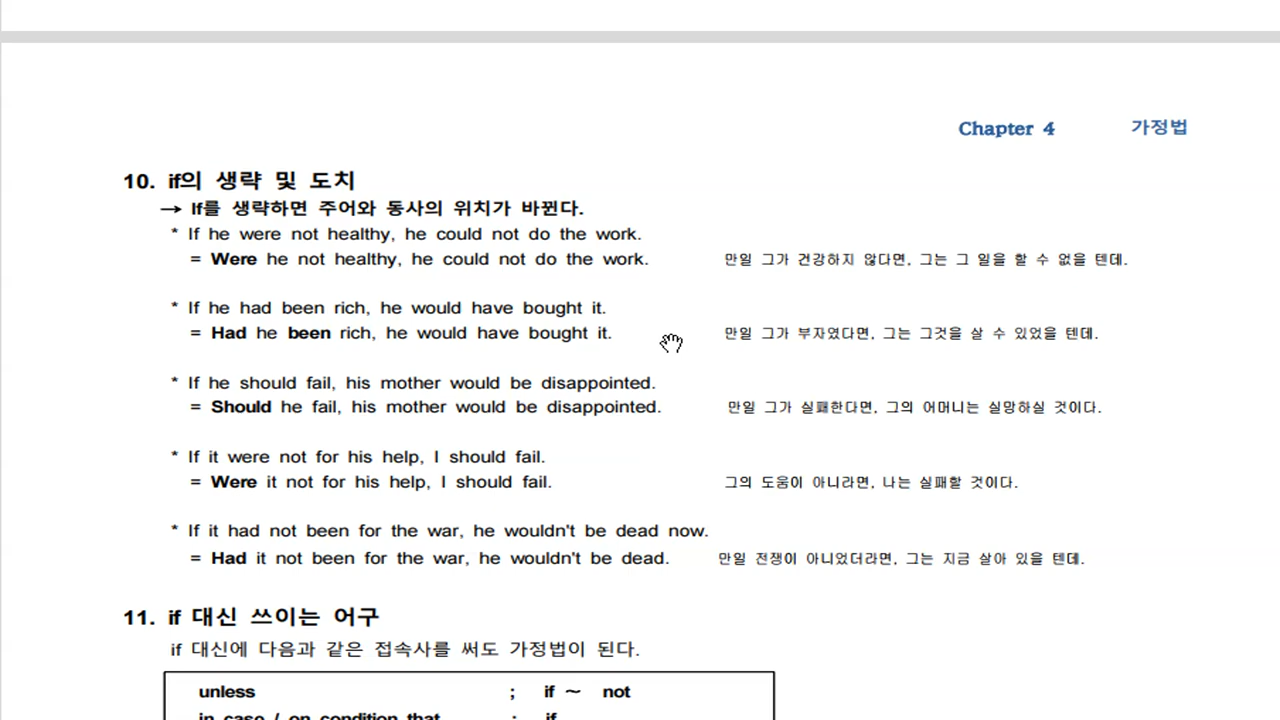 Chapter 4 가정법
10. if의 생략 및 도치
→ If를 생략하면 주어와 동사의 위치가 바뀐다.
* If he were not healthy, he could not do the work.
= Were he not healthy, he could not do the work. 만일 그가 건강하지 않다면, 그는 그 일을 할 수 없을 텐데.
* If he had been rich, he would have bought it.
= Had he been rich, he would have bought it. 만일 그가 부자였다면, 그는 그것을 살 수 있었을 텐데.
* If he should fail, his mother would be disappointed.
= Should he fail, his mother would be disappointed. 만일 그가 실패한다면, 그의 어머니는 실망하실 것이다.
* If it were not for his help, I should fail.
= Were it not for his help, I should fail. 그의 도움이 아니라면, 나는 실패할 것이다.
* If it had not been for the war, he wouldn't be dead now.
= Had it not been for the war, he wouldn't be dead. 만일 전쟁이 아니었더라면, 그는 지금 살아 있을 텐데.
11. if 대신 쓰이는 어구
if 대신에 다음과 같은 접속사를 써도 가정법이 된다.
unless ; if ~ not
in case / on condition that ; if